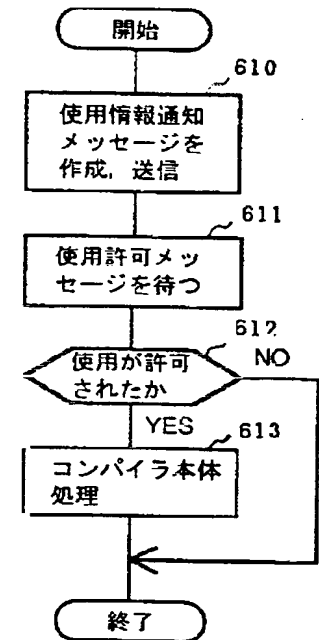 開始
610
使用情報通知
メッセージを
作成，送信
611
使用許可メッ
セージを待つ
612
使用が許可
されたか
NO
YES
613
コンパイラ本体
処理
終了